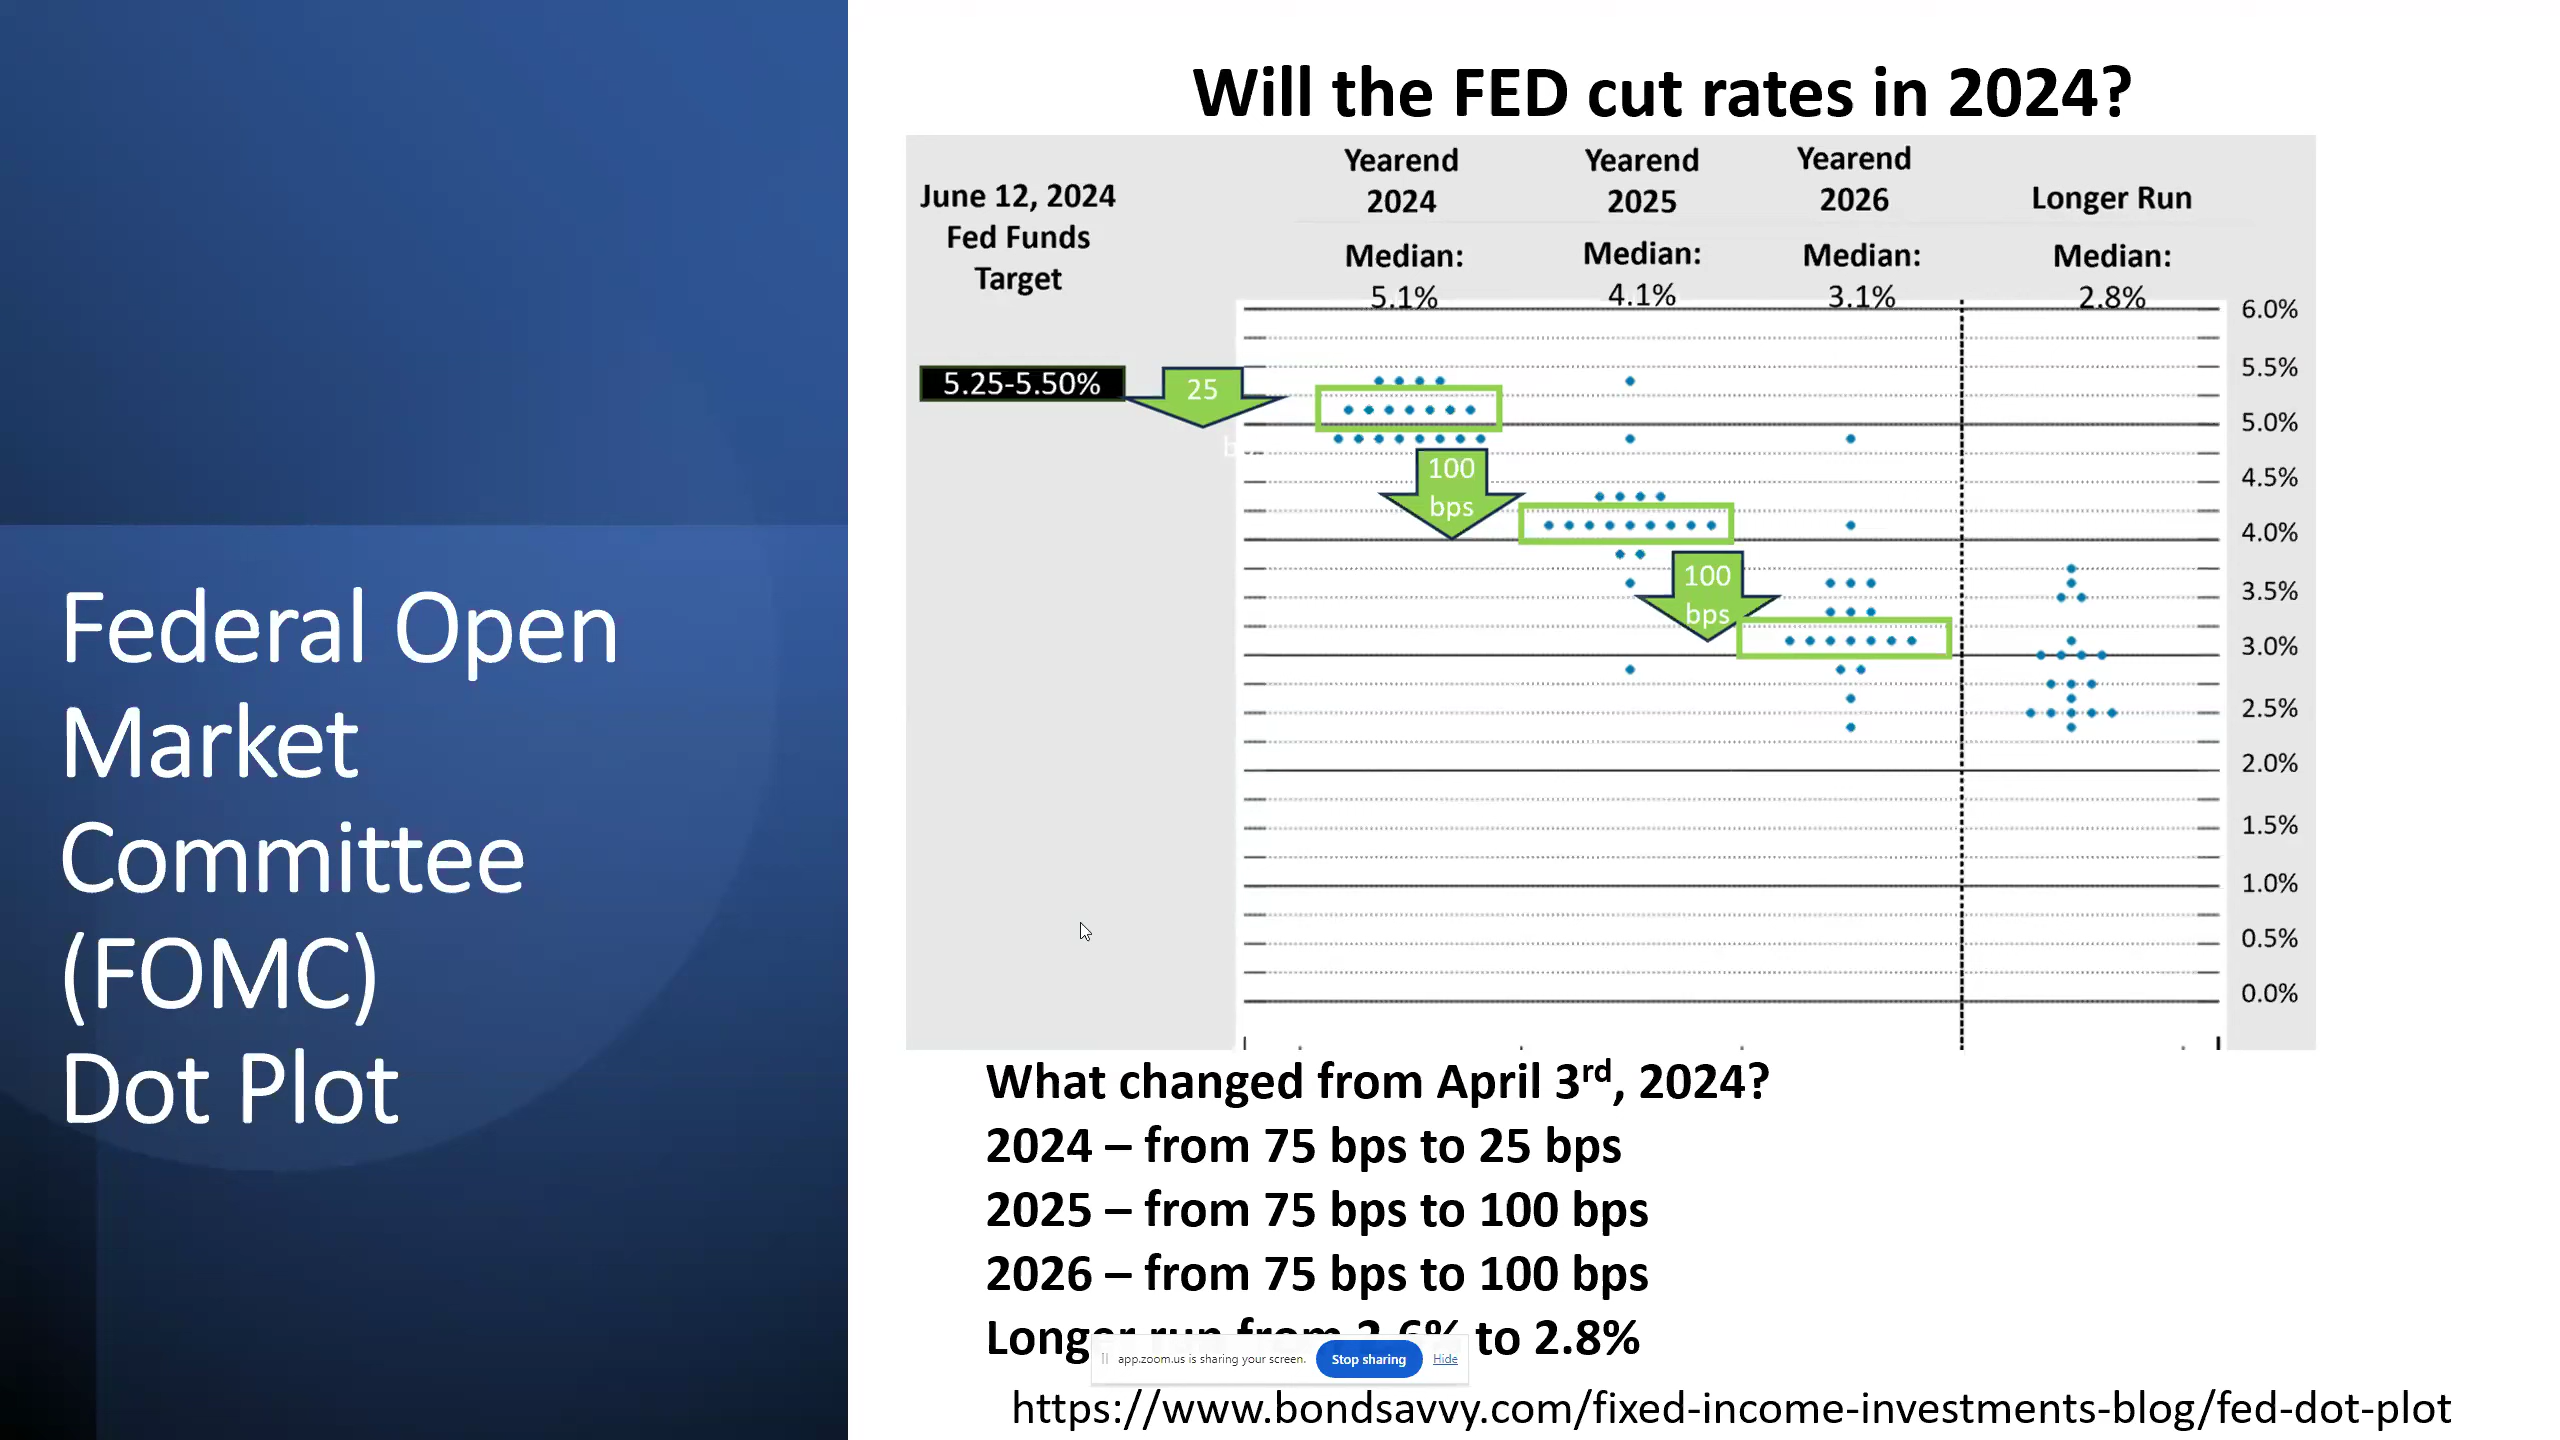 Federal Open
Market
Committee
(FOMC)
Dot Plot
Will the FED cut rates in 2024?
June 12, 2024
Fed Funds
Target
Yearend
2024
Median:
5.1%
Yearend
2025
Median:
4.1%
Yearend
2026
Median:
3.1%
Longer Run
Median:
2.8%
5.25-5.50%
25
b
100
bps
100
bps
6.0%
5.5%
5.0%
4.5%
4.0%
3.5%
3.0%
2.5%
2.0%
1.5%
1.0%
0.5%
0.0%
What changed from April 3rd, 2024?
2024 – from 75 bps to 25 bps
2025 – from 75 bps to 100 bps
2026 – from 75 bps to 100 bps
Longer run from 2.6% to 2.8%
app.zoom.us is sharing your screen.
Stop sharing
Hide
https://www.bondsavvy.com/fixed-income-investments-blog/fed-dot-plot